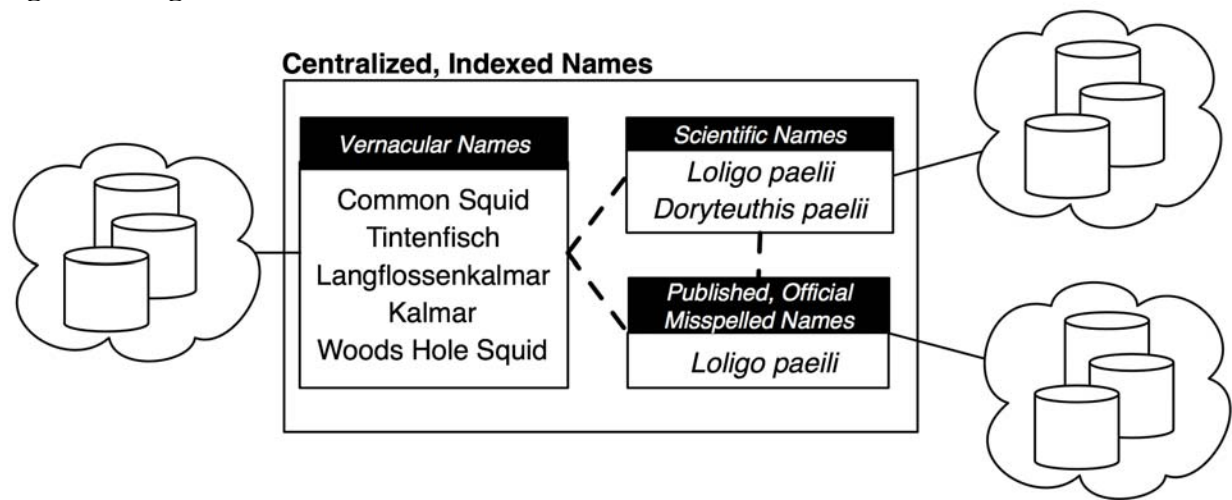 Centralized, Indexed Names
Vernacular Names
Common Squid
Tintenfisch
Langflossenkalmar
Kalmar
Woods Hole Squid
Scientific Names
Loligo paelii
Doryteuthis paelii
Published, Official
Misspelled Names
Loligo paeili